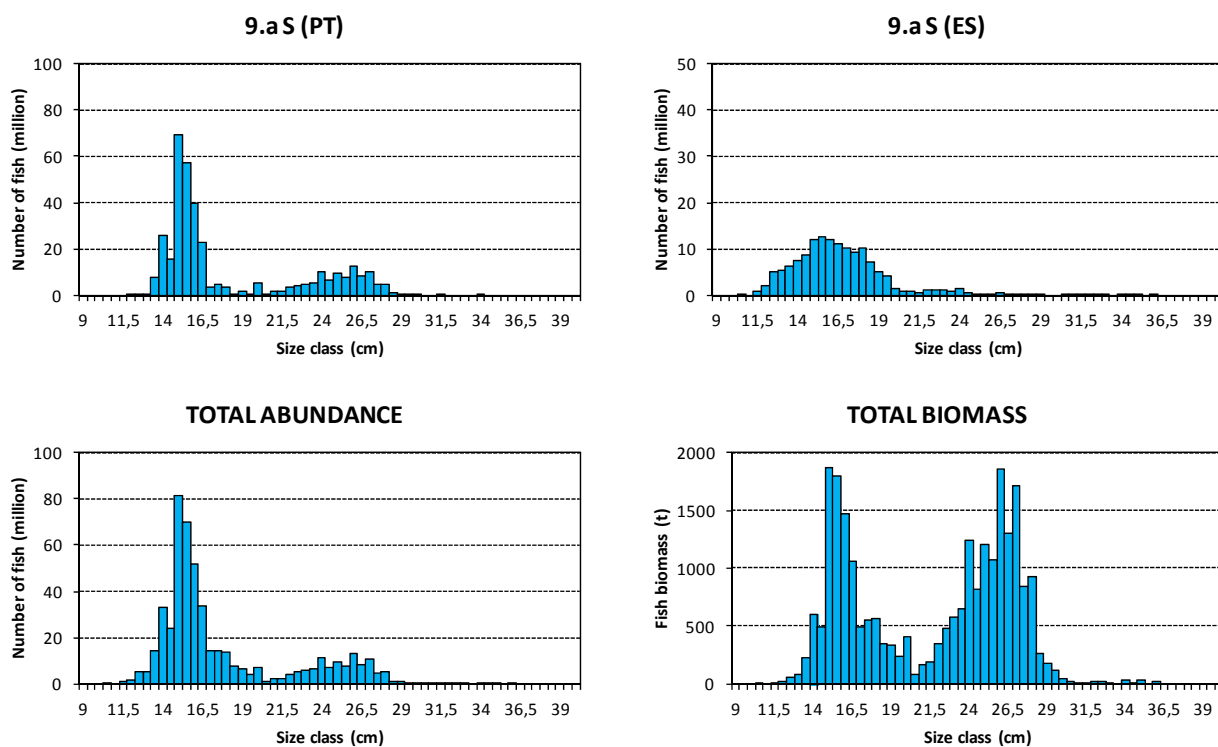 9.a S (PT)
100
80
60
40
20
0
Number of fish (million)
9 11,5 14 16,5 19 21,5 24 26,5 29 31,5 34 36,5 39
Size class (cm)
9.a S (ES)
50
40
30
20
10
0
Number of fish (million)
9 11,5 14 16,5 19 21,5 24 26,5 29 31,5 34 36,5 39
Size class (cm)
TOTAL ABUNDANCE
100
80
60
40
20
0
Number of fish (million)
9 11,5 14 16,5 19 21,5 24 26,5 29 31,5 34 36,5 39
Size class (cm)
TOTAL BIOMASS
2000
1500
1000
500
0
Fish biomass (t)
9 11,5 14 16,5 19 21,5 24 26,5 29 31,5 34 36,5 39
Size class (cm)